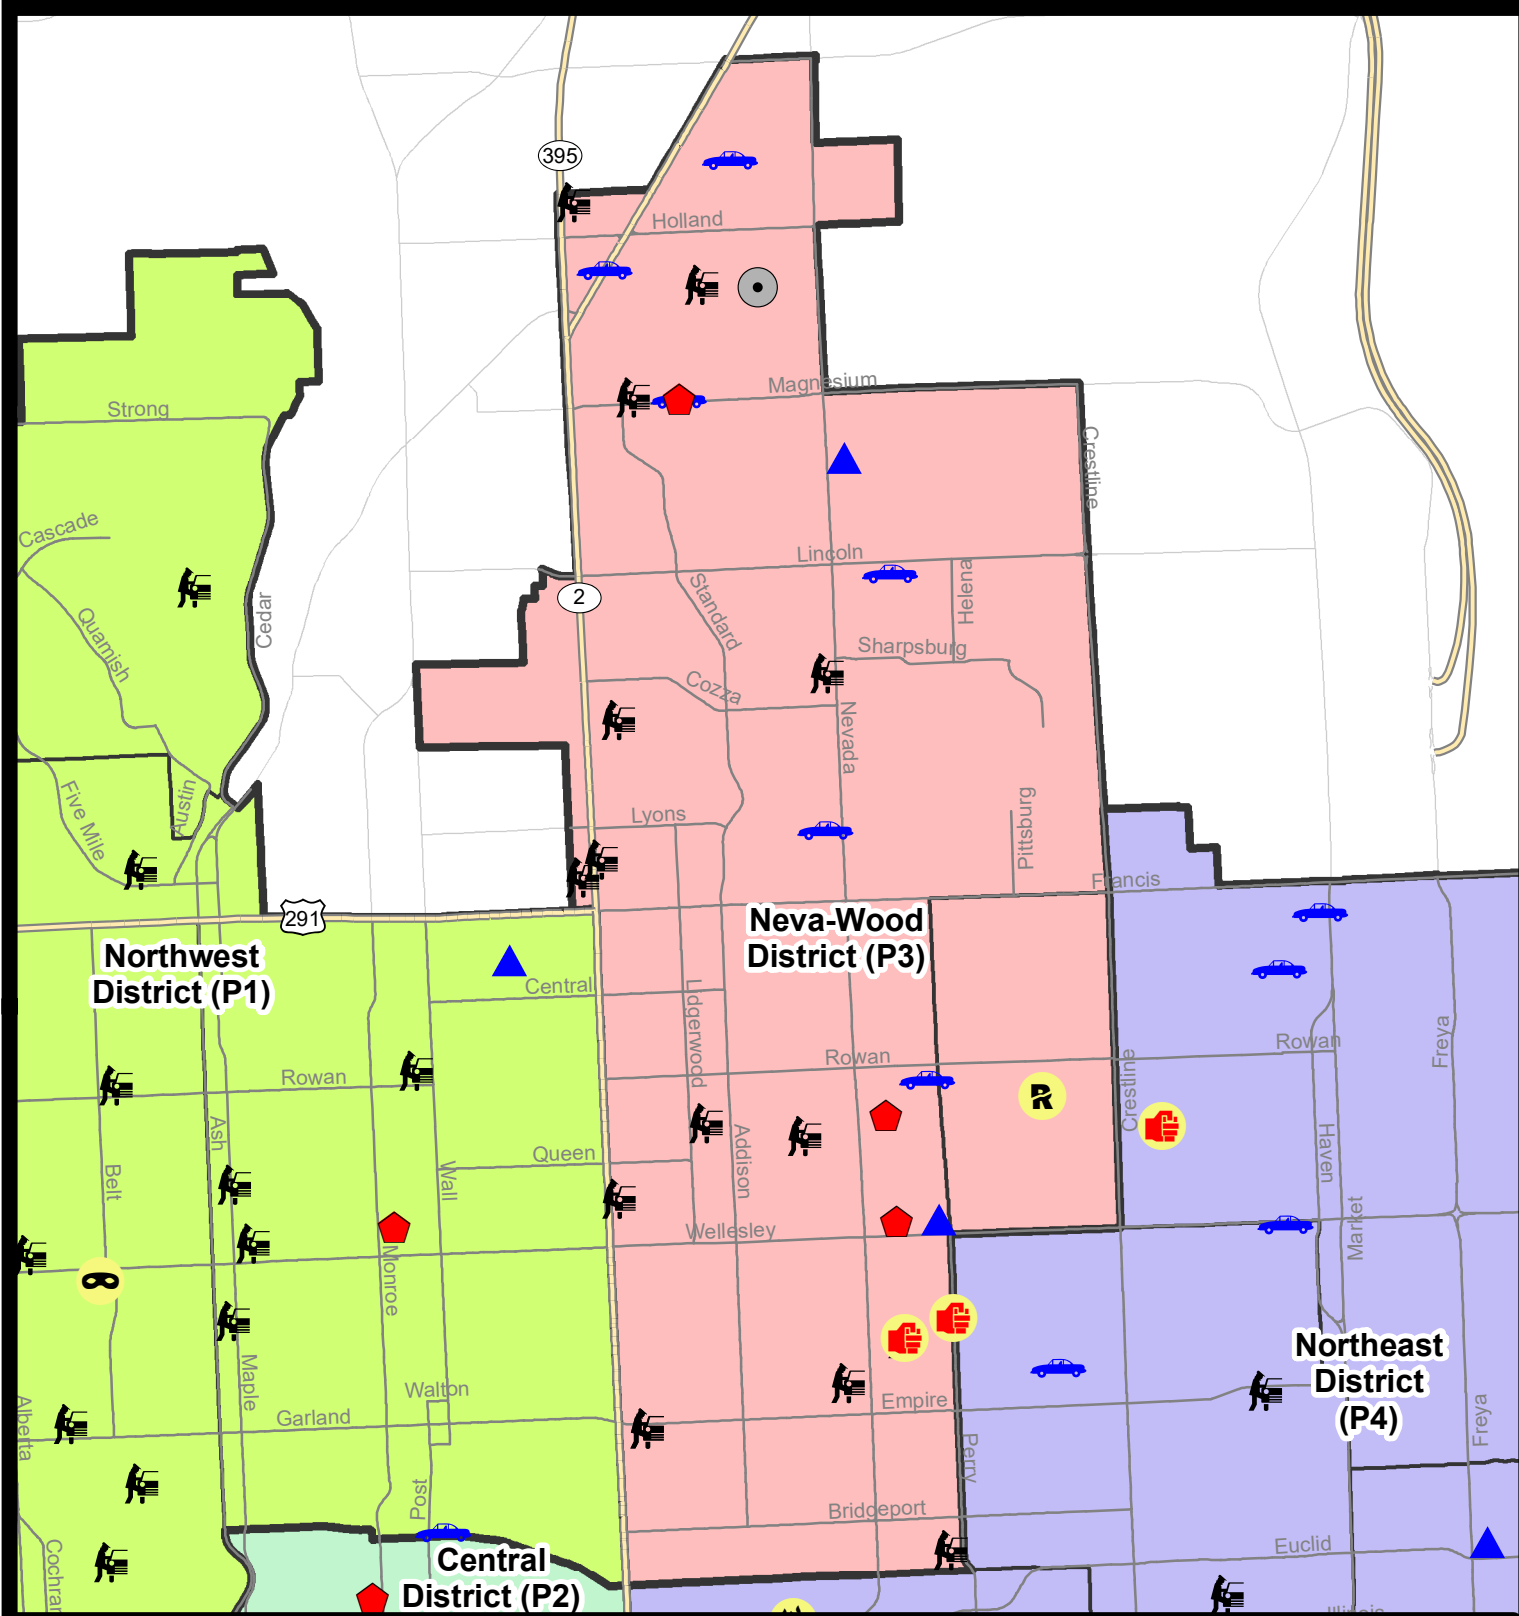 395
Holland
Magnesium
Strong
Crestline
Cascade
Lincoln
Helena
2
Standard
Cedar
Quamish
Sharpsburg
Cozza
Nevada
Five Mile
Austin
Lyons
Pittsburg
Francis
291
Neva-Wood
District (P3)
Northwest
District (P1)
Central
Lidgerwood
Freya
Rowan
Rowan
Rowan
Crestline
Ash
Addison
Haven
Queen
Belt
Wall
Wellesley
Market
Monroe
Northeast
District
(P4)
Maple
Walton
Empire
Garland
Alberta
Freya
Perry
Post
Bridgeport
Euclid
Central
District (P2)